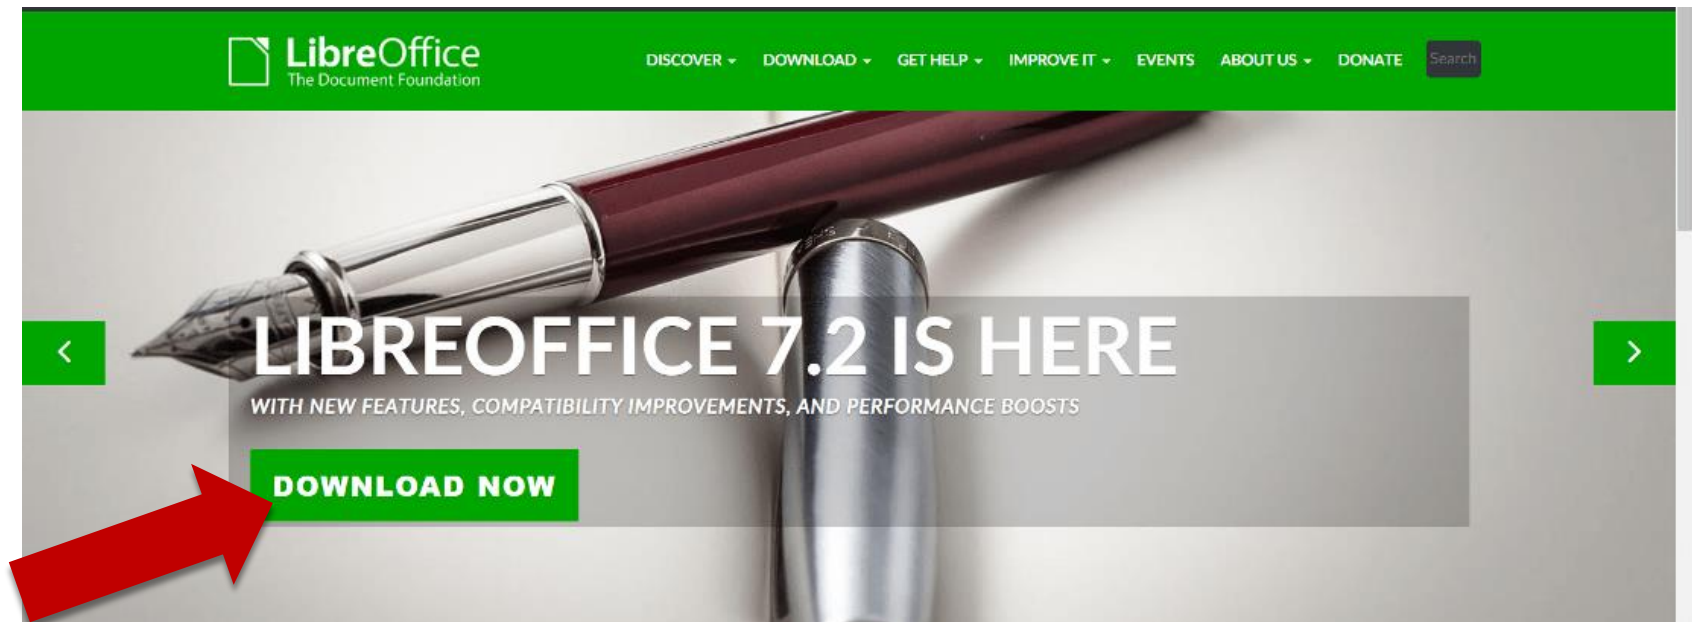 LibreOffice
The Document Foundation
DISCOVER DOWNLOAD GET HELP IMPROVE IT EVENTS ABOUT US DONATE Search
LIBREOFFICE 7.2 IS HERE
WITH NEW FEATURES, COMPATIBILITY IMPROVEMENTS, AND PERFORMANCE BOOSTS
DOWNLOAD NOW